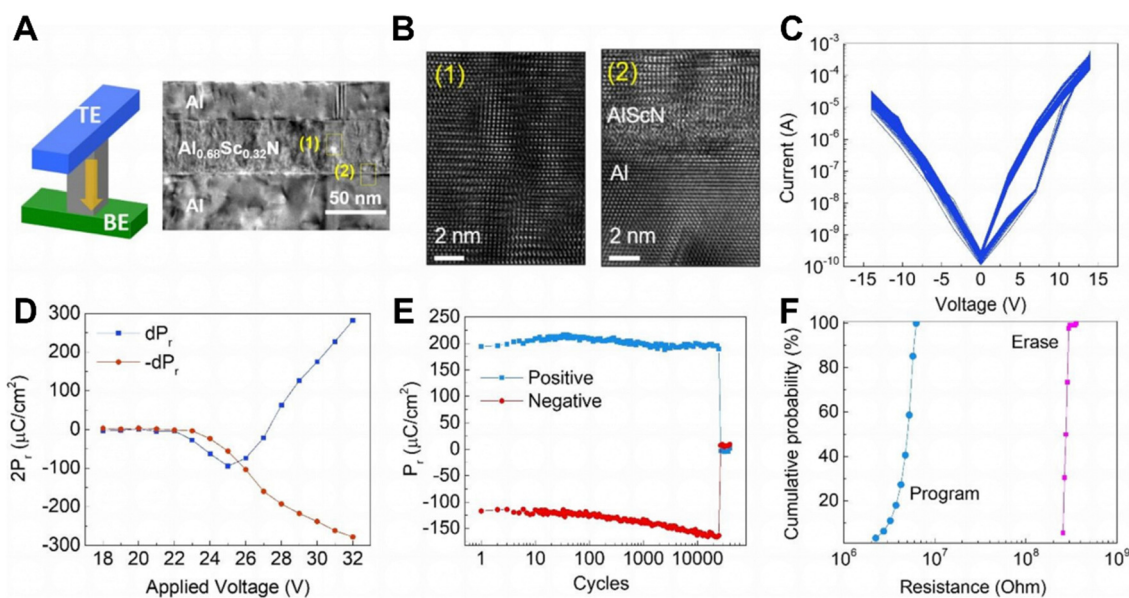 A
TE
BE
Al
Al0.68Sc0.32N
(1)
(2)
Al
50 nm
B
(1)
2 nm
(2)
AlScN
Al
2 nm
C
Current (A)
10-3
10-4
10-5
10-6
10-7
10-8
10-9
10-10
-15 -10 -5 0 5 10 15
Voltage (V)
D
2Pr (μC/cm2)
300
200
100
0
-100
-200
-300
dPr
-dPr
18 20 22 24 26 28 30 32
Applied Voltage (V)
E
Pr (μC/cm2)
250
200
150
100
50
0
-50
-100
-150
Positive
Negative
1 10 100 1000 10000
Cycles
F
Cumulative probability (%)
100
80
60
40
20
Erase
Program
106 107 108 109
Resistance (Ohm)